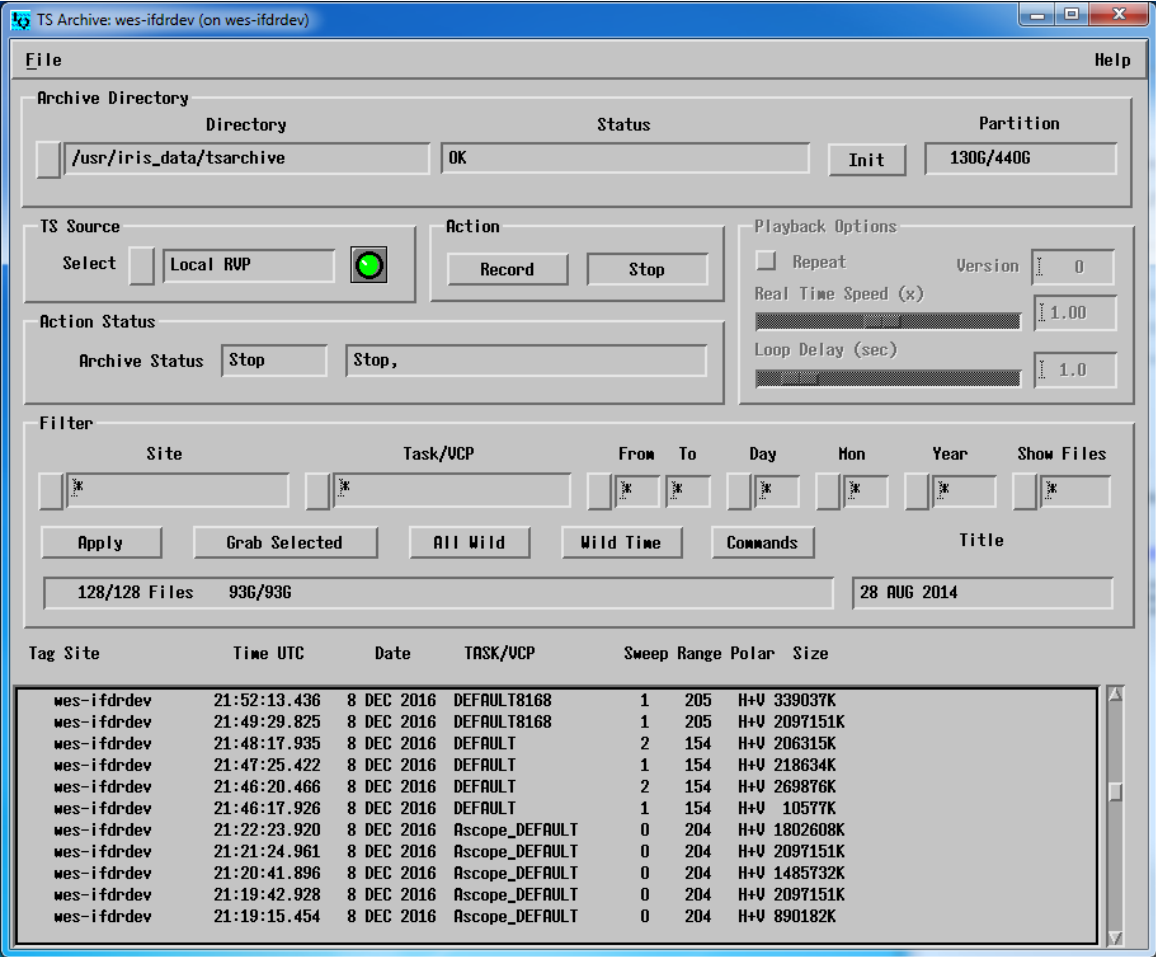 TS Archive: wes-ifdrdev (on wes-ifdrdev)
File Help
Archive Directory
Directory Status Partition
/usr/iris_data/tsarchive OK Init 130G/440G
TS Source Action Playback Options
Select Local RVP Record Stop Repeat Version 0
Real Time Speed (x)
1.00
Action Status
Archive Status Stop Stop,
Loop Delay (sec)
1.0
Filter
Site Task/VCP From To Day Mon Year Show Files
* * * * * * * *
Apply Grab Selected All Wild Wild Time Commands Title
128/128 Files 93G/93G 28 AUG 2014
Tag Site Time UTC Date TASK/VCP Sweep Range Polar Size
wes-ifdrdev 21:52:13.436 8 DEC 2016 DEFAULT8168 1 205 H+V 339037K
wes-ifdrdev 21:49:29.825 8 DEC 2016 DEFAULT8168 1 205 H+V 2097151K
wes-ifdrdev 21:48:17.935 8 DEC 2016 DEFAULT 2 154 H+V 206315K
wes-ifdrdev 21:47:25.422 8 DEC 2016 DEFAULT 1 154 H+V 218634K
wes-ifdrdev 21:46:20.466 8 DEC 2016 DEFAULT 2 154 H+V 269876K
wes-ifdrdev 21:46:17.926 8 DEC 2016 DEFAULT 1 154 H+V 10577K
wes-ifdrdev 21:22:23.920 8 DEC 2016 Ascope_DEFAULT 0 204 H+V 1802608K
wes-ifdrdev 21:21:24.961 8 DEC 2016 Ascope_DEFAULT 0 204 H+V 2097151K
wes-ifdrdev 21:20:41.896 8 DEC 2016 Ascope_DEFAULT 0 204 H+V 1485732K
wes-ifdrdev 21:19:42.928 8 DEC 2016 Ascope_DEFAULT 0 204 H+V 2097151K
wes-ifdrdev 21:19:15.454 8 DEC 2016 Ascope_DEFAULT 0 204 H+V 890182K